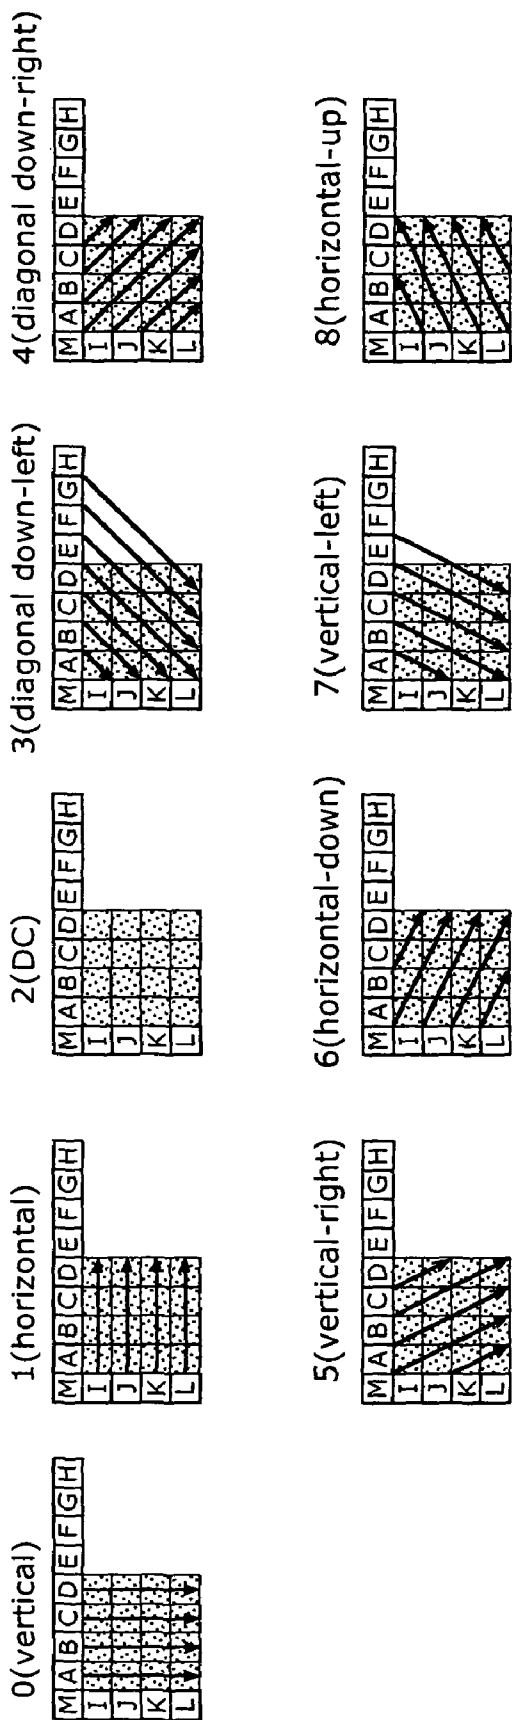 0(vertical)
M A B C D E F G H
I
J
K
L
1(horizontal)
M A B C D E F G H
I
J
K
L
2(DC)
M A B C D E F G H
I
J
K
L
3(diagonal down-left)
M A B C D E F G H
I
J
K
L
4(diagonal down-right)
M A B C D E F G H
I
J
K
L
5(vertical-right)
M A B C D E F G H
I
J
K
L
6(horizontal-down)
M A B C D E F G H
I
J
K
L
7(vertical-left)
M A B C D E F G H
I
J
K
L
8(horizontal-up)
M A B C D E F G H
I
J
K
L